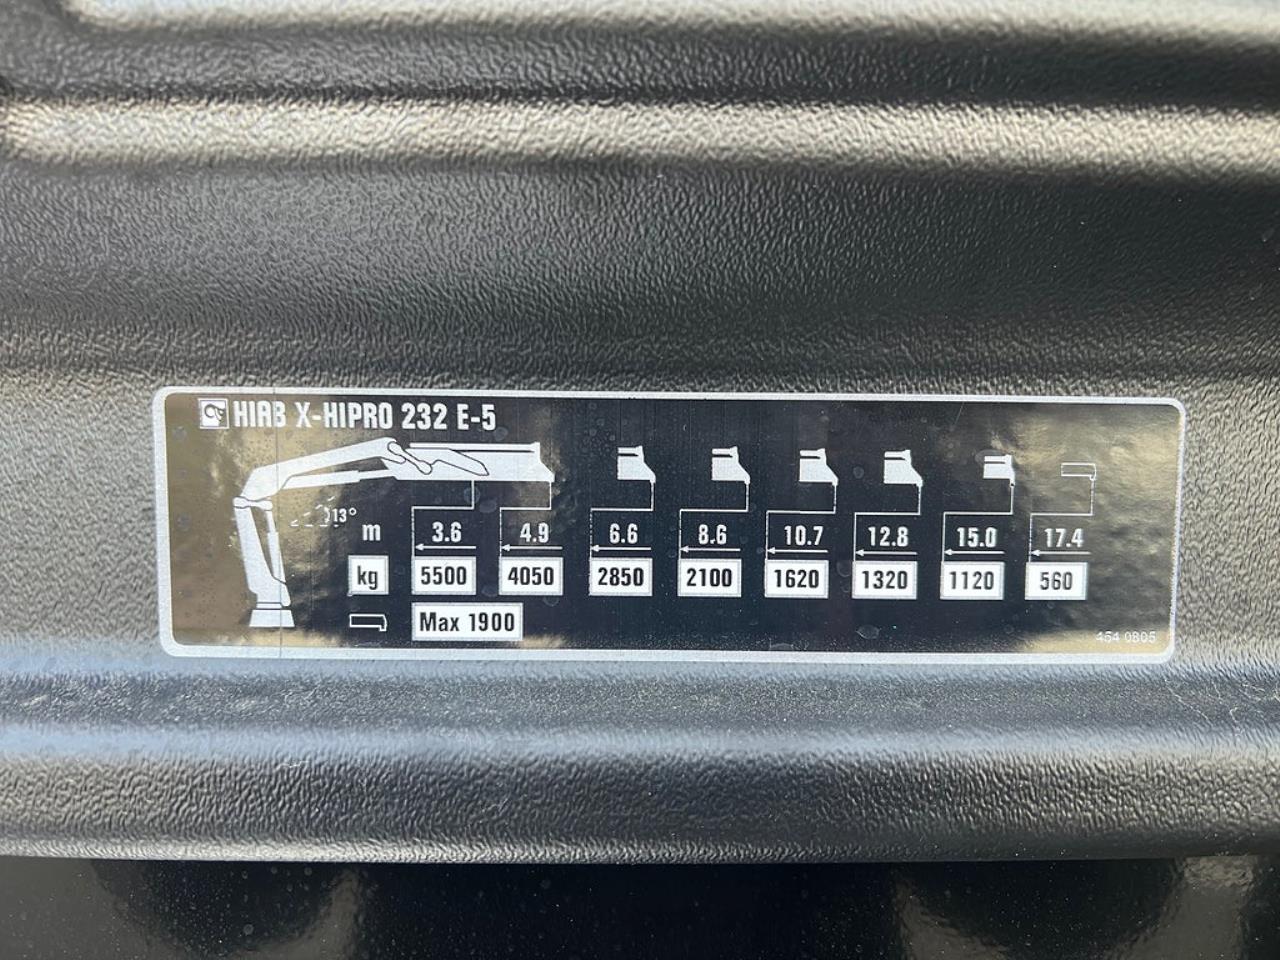 HIAB X-HIPRO 232 E-5
13°
m 3.6 4.9 6.6 8.6 10.7 12.8 15.0 17.4
kg 5500 4050 2850 2100 1620 1320 1120 560
Max 1900
454 0805